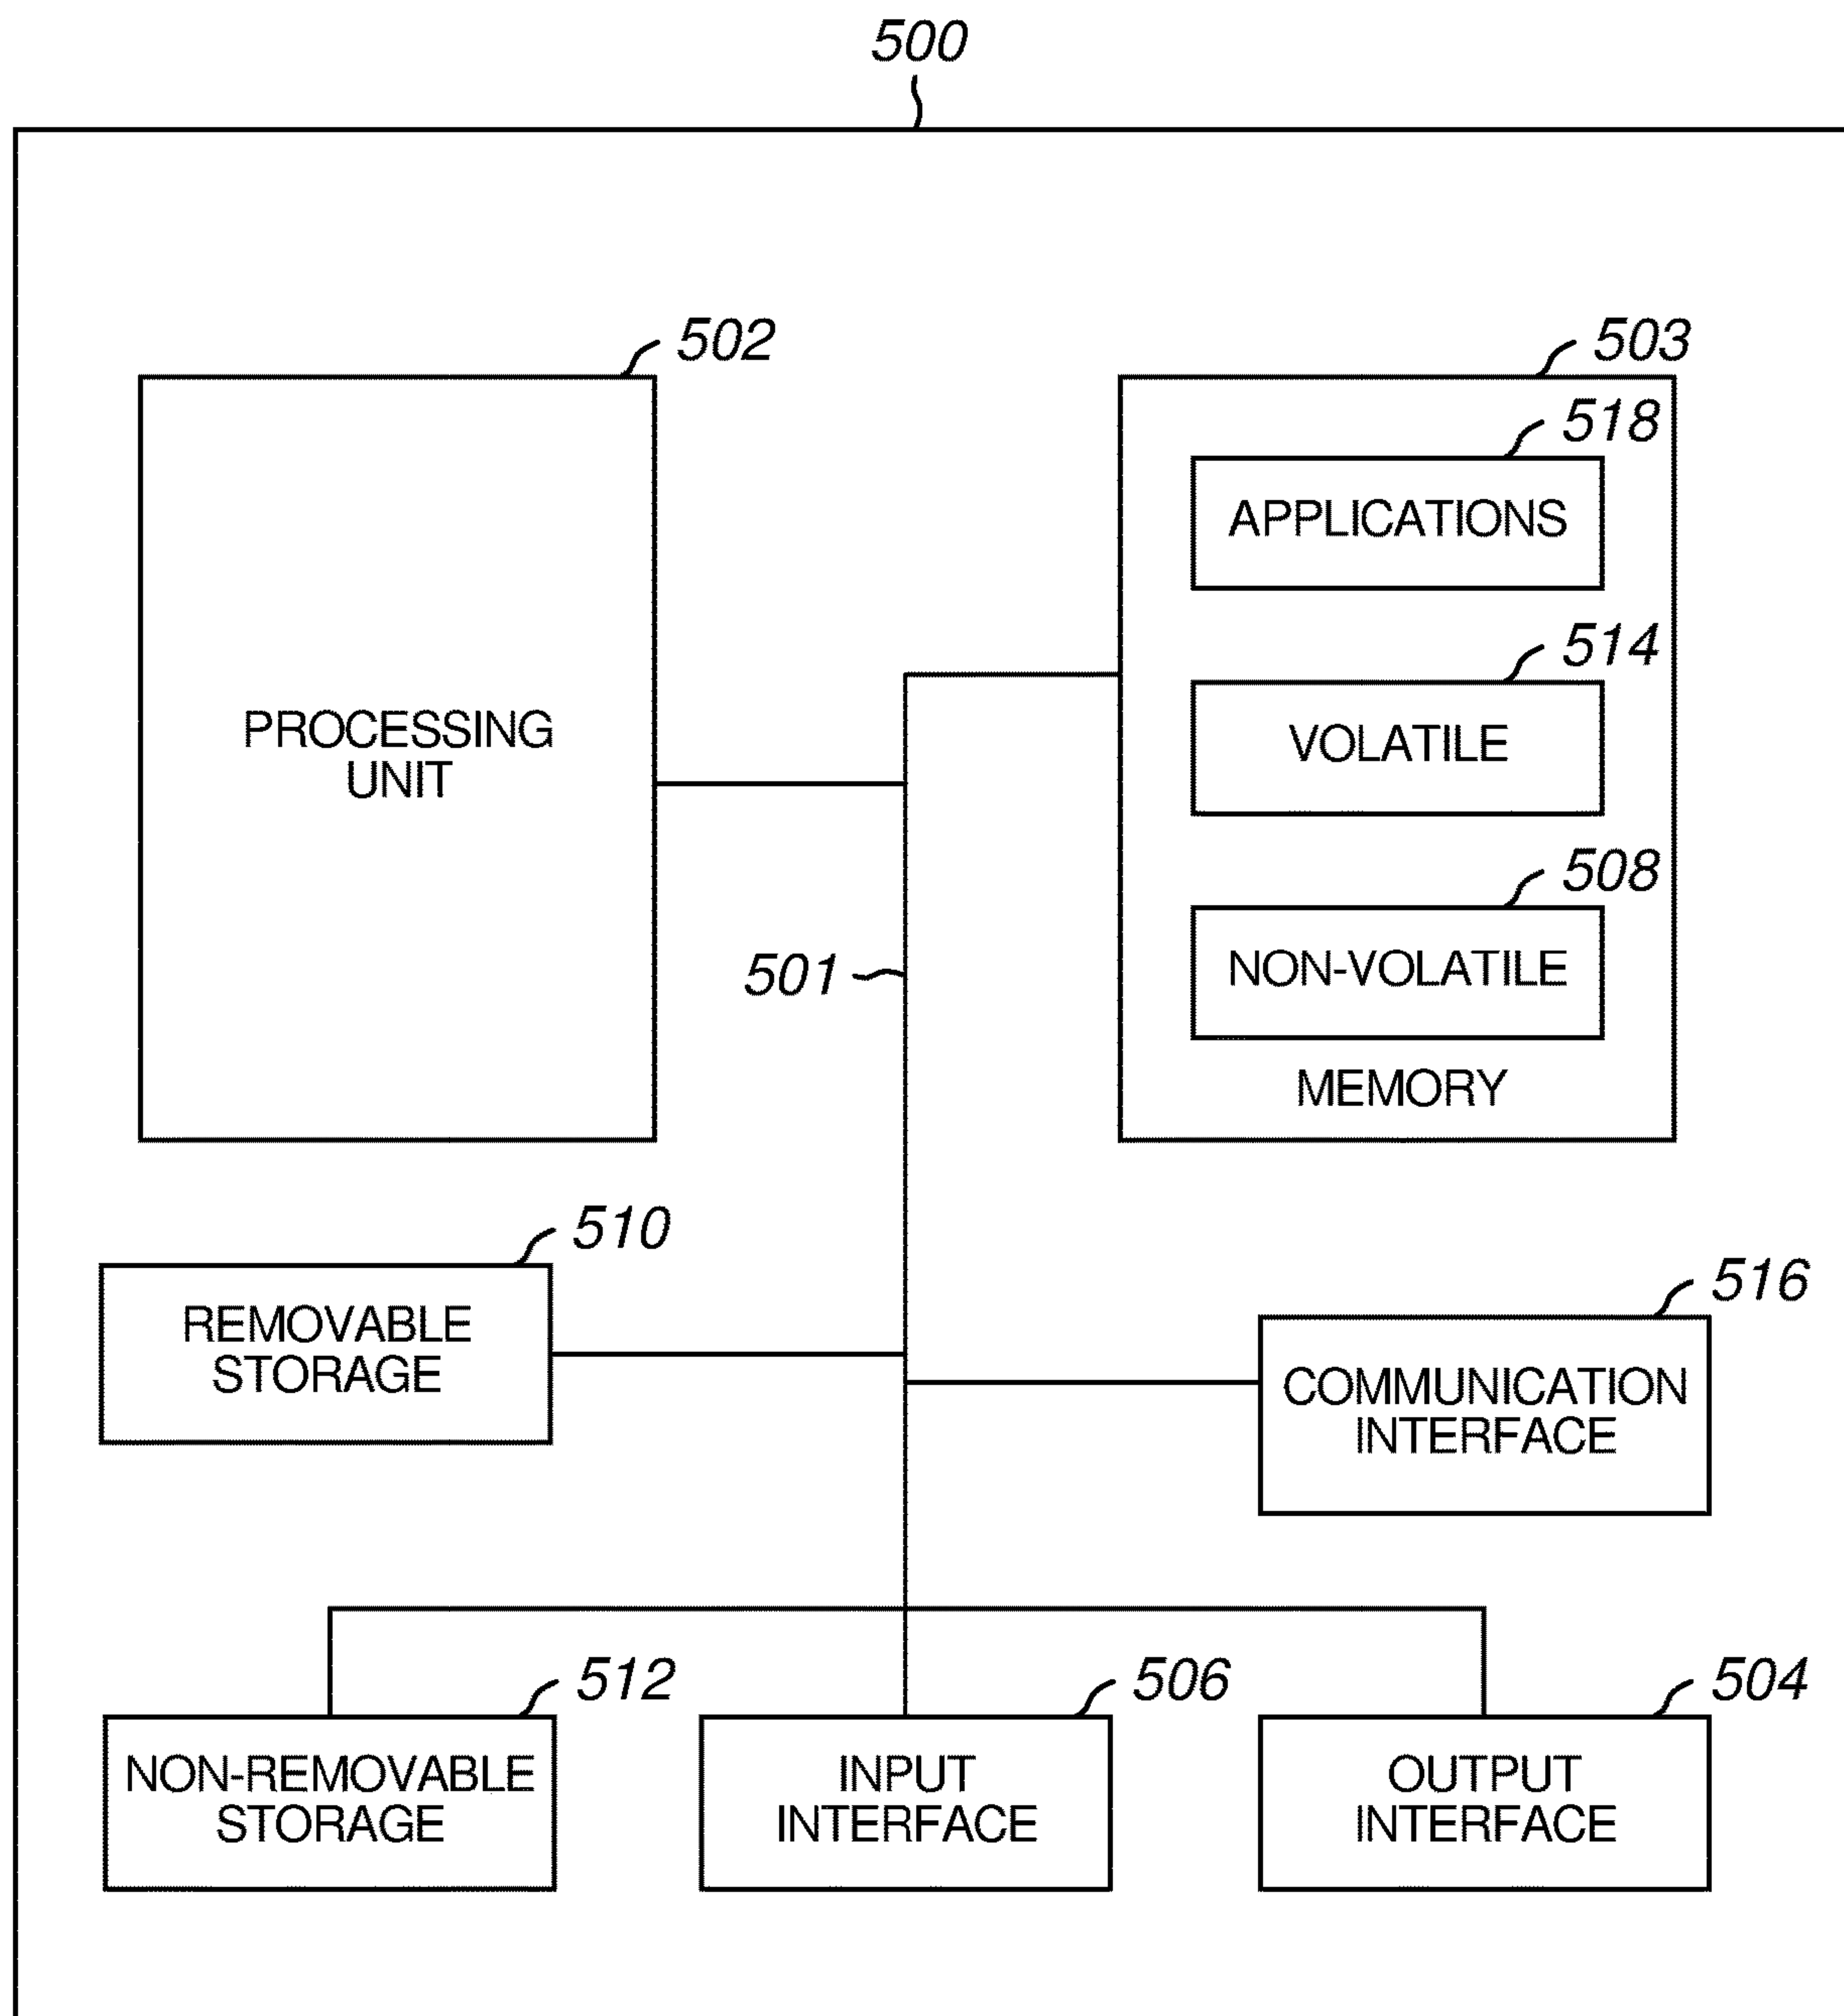 500
502
503
518
APPLICATIONS
514
PROCESSING
UNIT
VOLATILE
508
501
NON-VOLATILE
MEMORY
510
REMOVABLE
STORAGE
516
COMMUNICATION
INTERFACE
512
NON-REMOVABLE
STORAGE
506
INPUT
INTERFACE
504
OUTPUT
INTERFACE